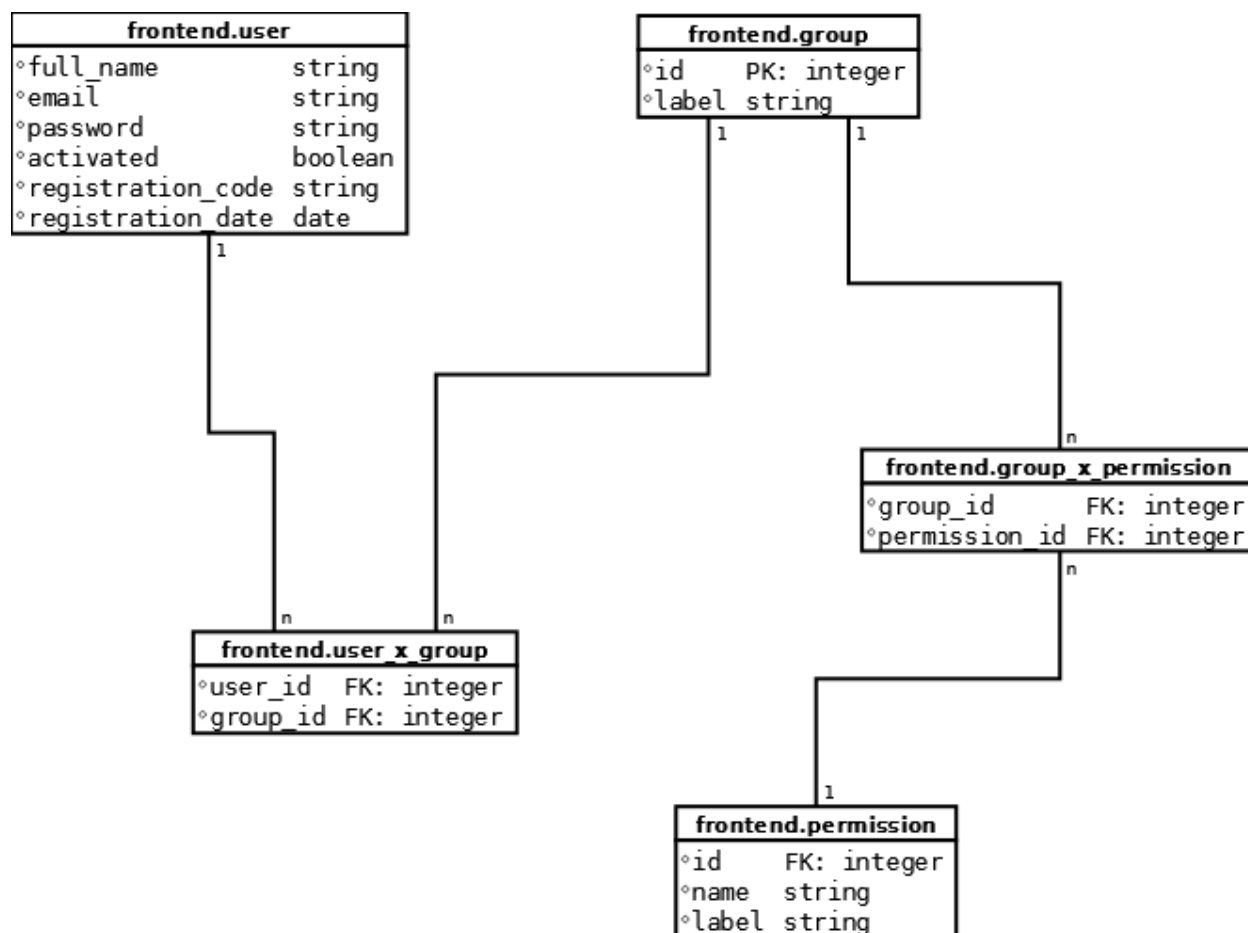 frontend.user
full_name string
email string
password string
activated boolean
registration_code string
registration_date date
1
frontend.group
id PK: integer
label string
1 1
n
frontend.group_x_permission
group_id FK: integer
permission_id FK: integer
n
n n
frontend.user_x_group
user_id FK: integer
group_id FK: integer
1
frontend.permission
id FK: integer
name string
label string